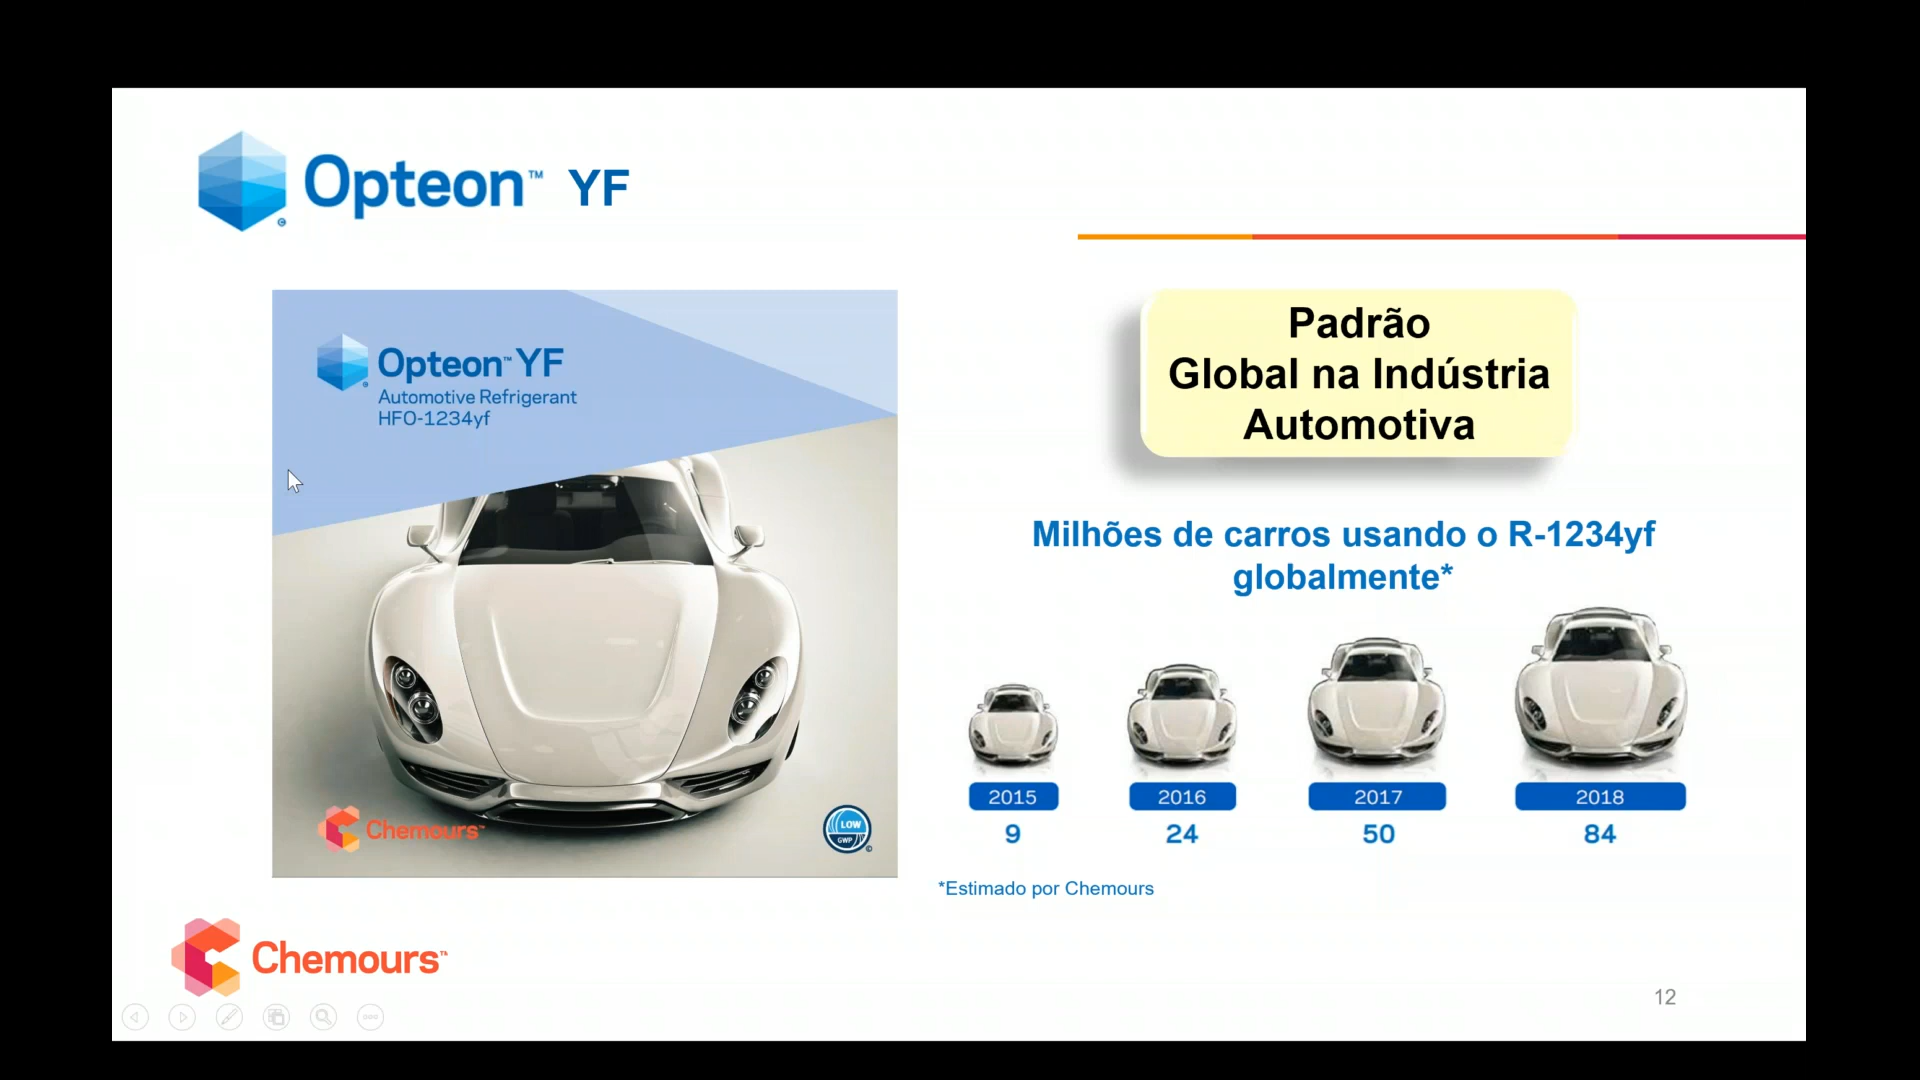 Opteon™ YF
Opteon™ YF
Automotive Refrigerant
HFO-1234yf
Chemours™
LOW
GWP
Padrão
Global na Indústria
Automotiva
Milhões de carros usando o R-1234yf
globalmente*
2015 2016 2017 2018
9 24 50 84
*Estimado por Chemours
Chemours™
12